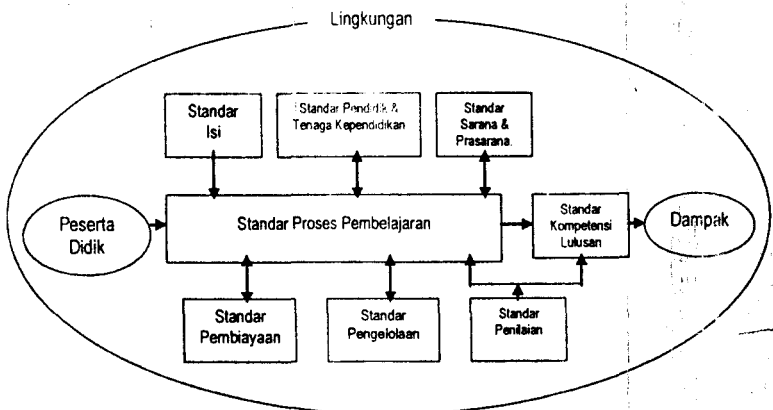 Lingkungan
Standar
Isi
Standar Pendidik &
Tenaga Kependidikan
Standar
Sarana &
Prasarana.
Peserta
Didik
Standar Proses Pembelajaran
Standar
Kompetensi
Lulusan
Dampak
Standar
Pembiayaan
Standar
Pengelolaan
Standar
Penilaian